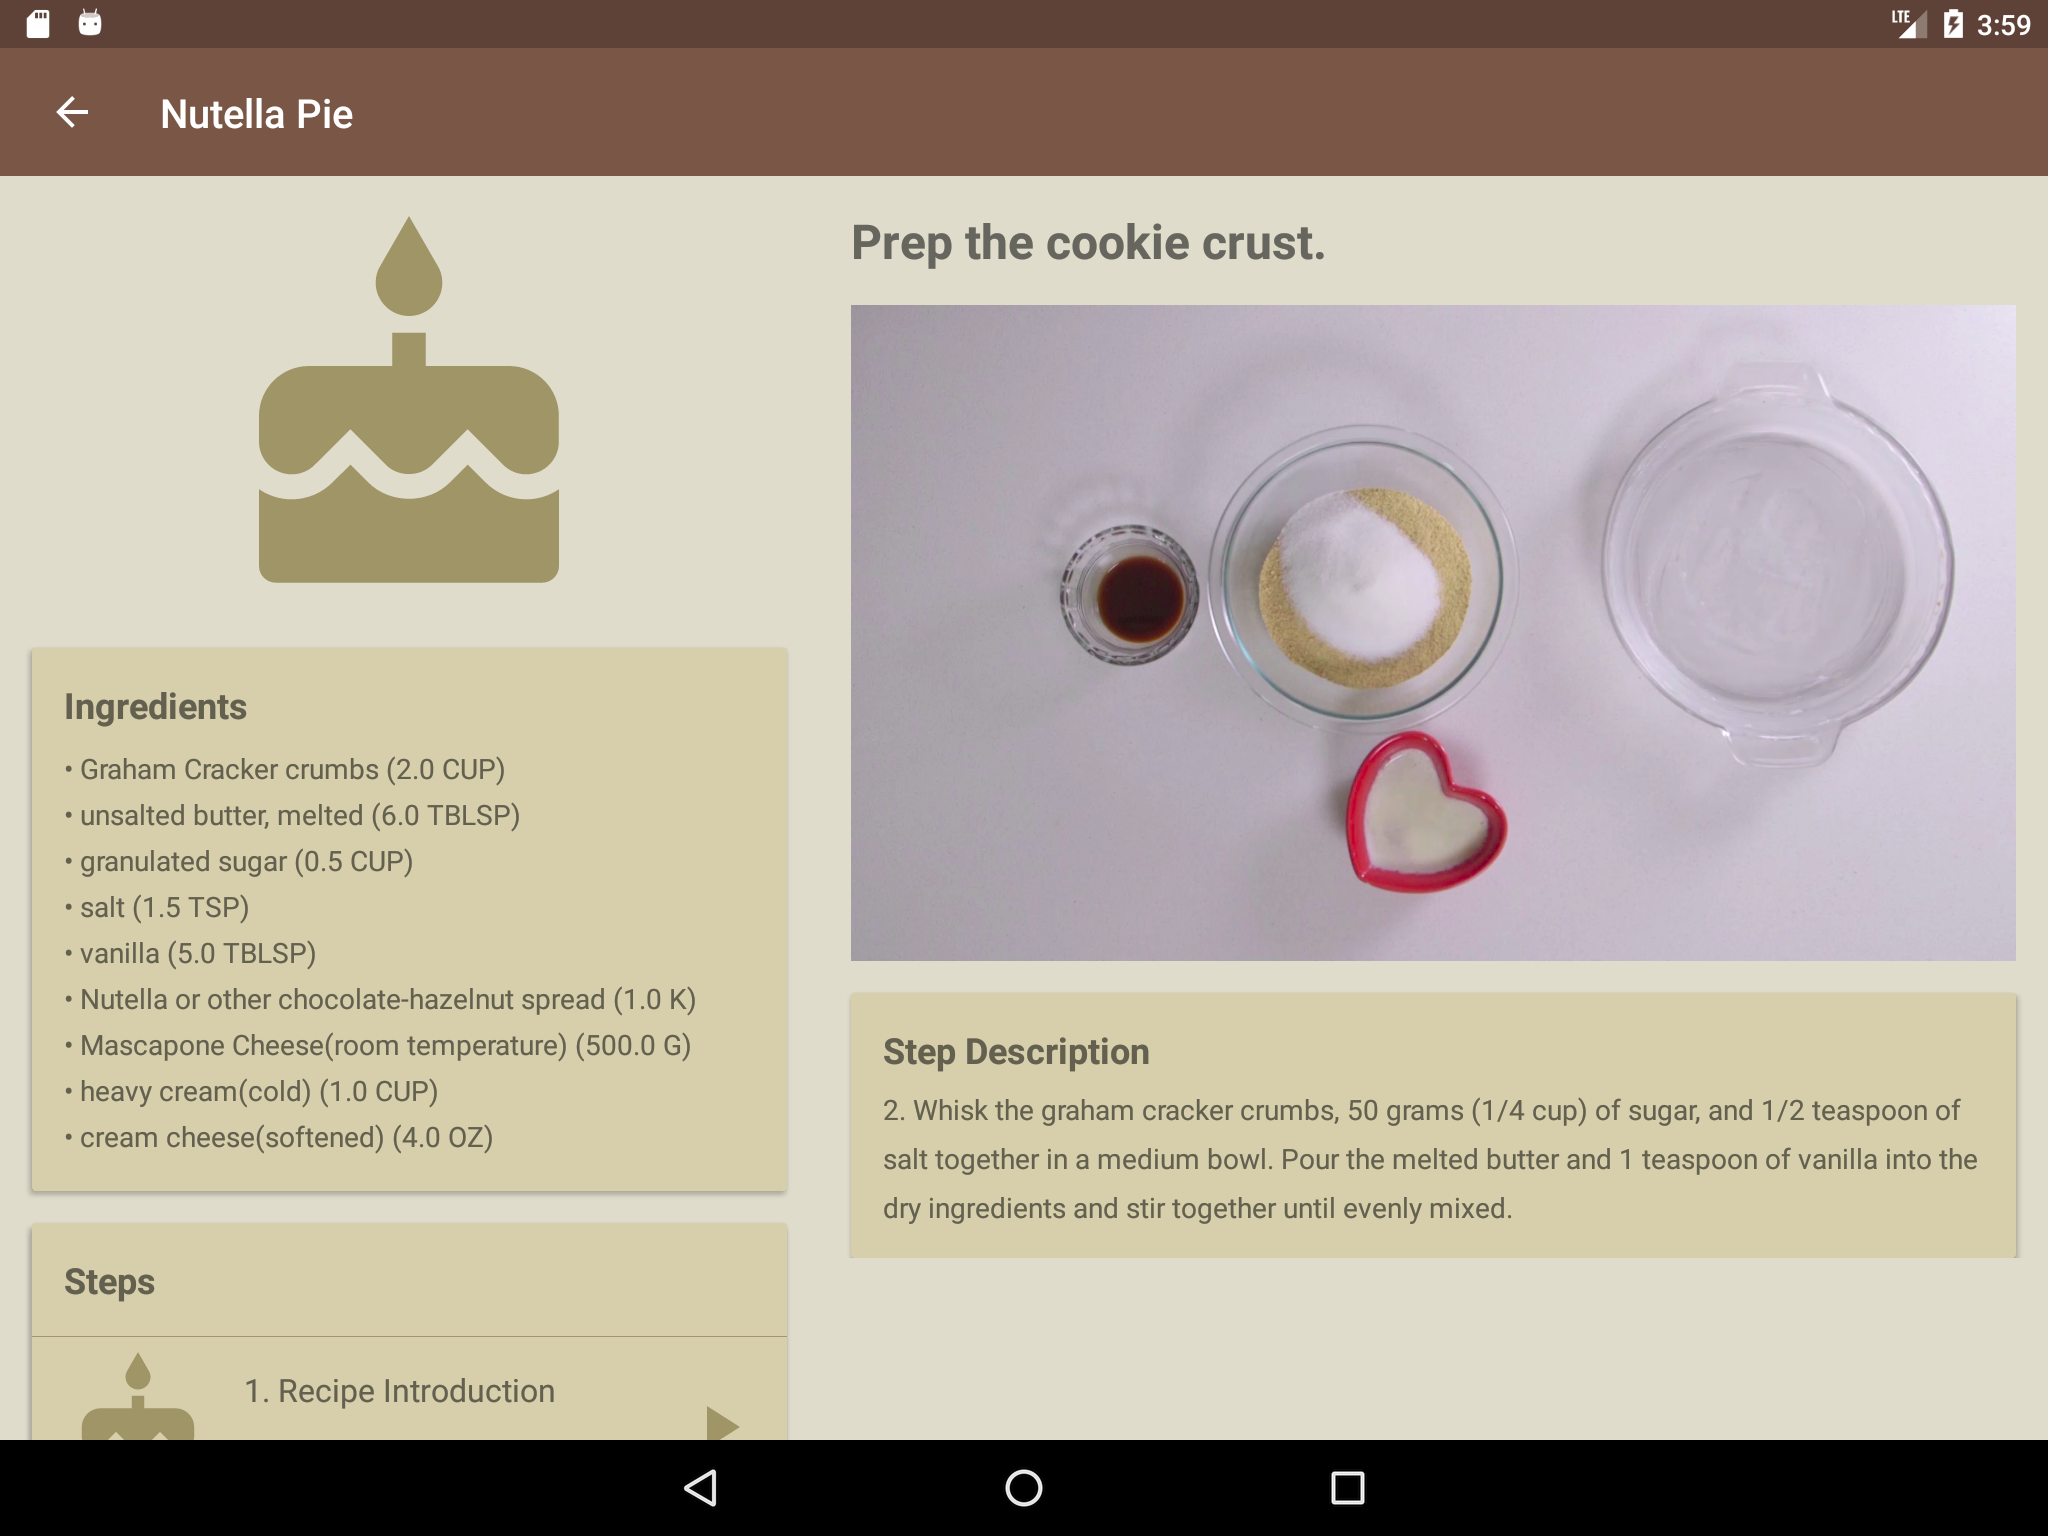 LTE 3:59
Nutella Pie
Prep the cookie crust.
Ingredients
• Graham Cracker crumbs (2.0 CUP)
• unsalted butter, melted (6.0 TBLSP)
• granulated sugar (0.5 CUP)
• salt (1.5 TSP)
• vanilla (5.0 TBLSP)
• Nutella or other chocolate-hazelnut spread (1.0 K)
• Mascapone Cheese(room temperature) (500.0 G)
• heavy cream(cold) (1.0 CUP)
• cream cheese(softened) (4.0 OZ)
Steps
1. Recipe Introduction
Step Description
2. Whisk the graham cracker crumbs, 50 grams (1/4 cup) of sugar, and 1/2 teaspoon of
salt together in a medium bowl. Pour the melted butter and 1 teaspoon of vanilla into the
dry ingredients and stir together until evenly mixed.